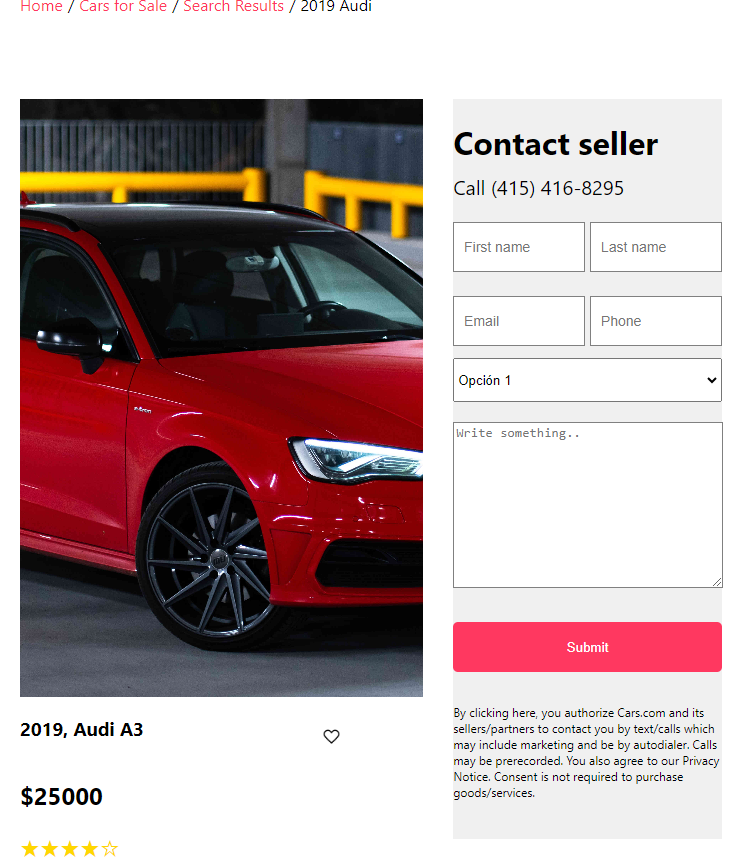 Home / Cars for Sale / Search Results / 2019 Audi
Contact seller
Call (415) 416-8295
First name
Last name
Email
Phone
Opción 1
Write something..
Submit
By clicking here, you authorize Cars.com and its
sellers/partners to contact you by text/calls which
may include marketing and be by autodialer. Calls
may be prerecorded. You also agree to our Privacy
Notice. Consent is not required to purchase
goods/services.
2019, Audi A3
$25000